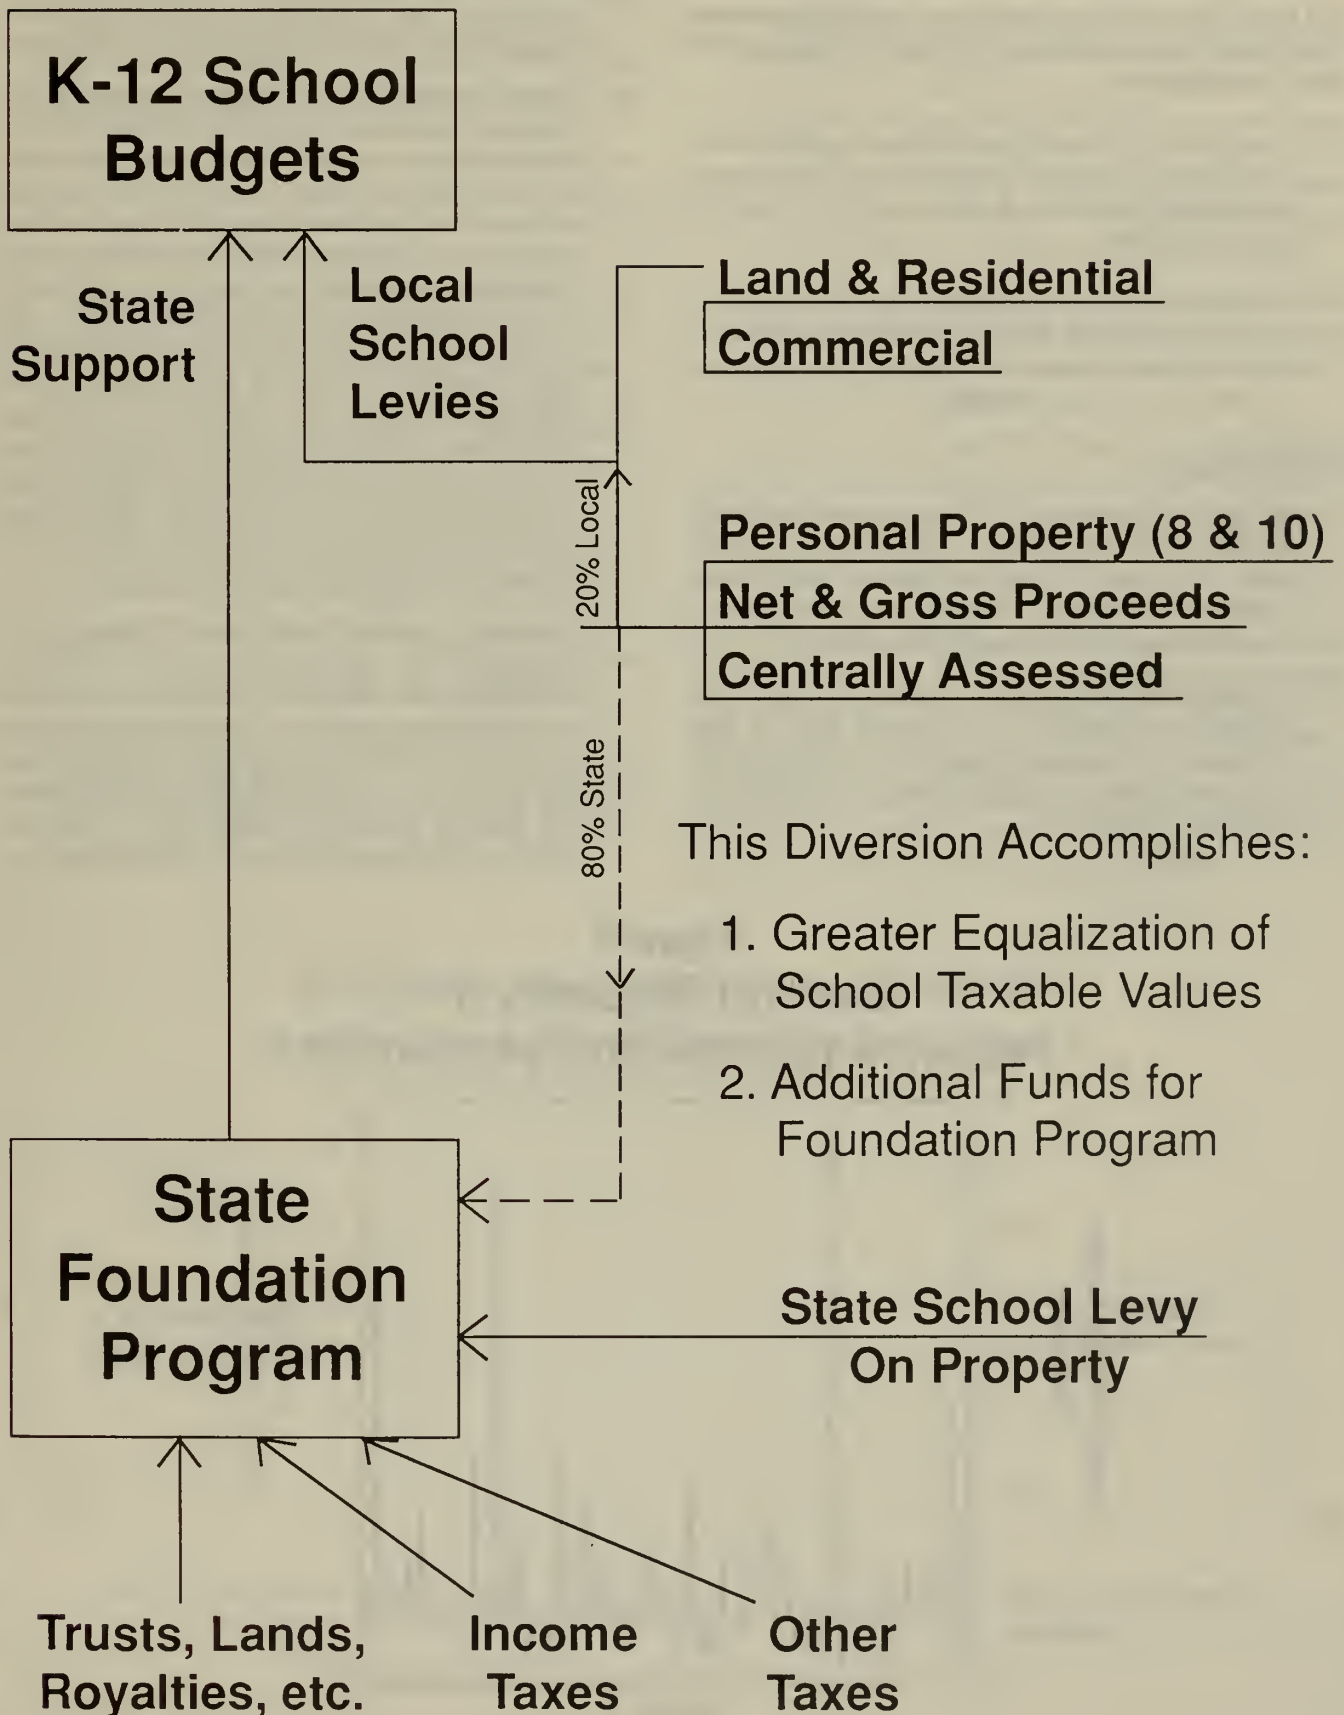 K-12 School
Budgets
State
Support
Local
School
Levies
Land & Residential
Commercial
20% Local
Personal Property (8 & 10)
Net & Gross Proceeds
Centrally Assessed
80% State
This Diversion Accomplishes:
1. Greater Equalization of
School Taxable Values
2. Additional Funds for
Foundation Program
State
Foundation
Program
State School Levy
On Property
Trusts, Lands,
Royalties, etc.
Income
Taxes
Other
Taxes